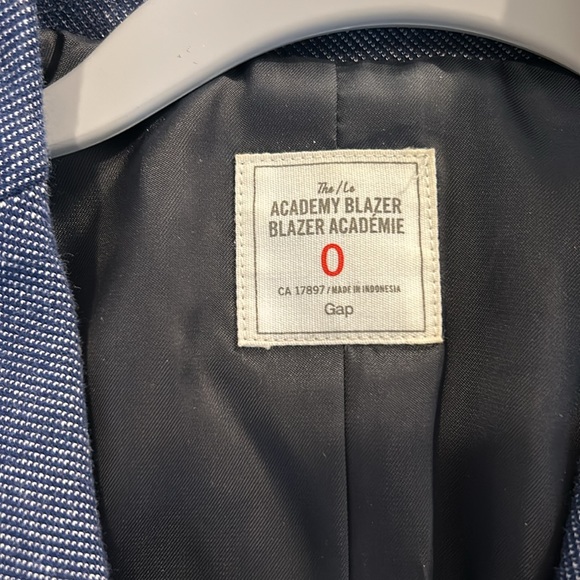 The / Le
ACADEMY BLAZER
BLAZER ACADÉMIE
0
CA 17897 / MADE IN INDONESIA
Gap